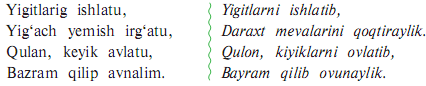 Yigitlarig ishlatu,
Yig‘ach yemish irg‘atu,
Qulan, keyik avlatu,
Bazram qilip avnalim.
Yigitlarni ishlatib,
Daraxt mevalarini qoqtiraylik.
Qulon, kiyiklarni ovlatib,
Bayram qilib ovunaylik.